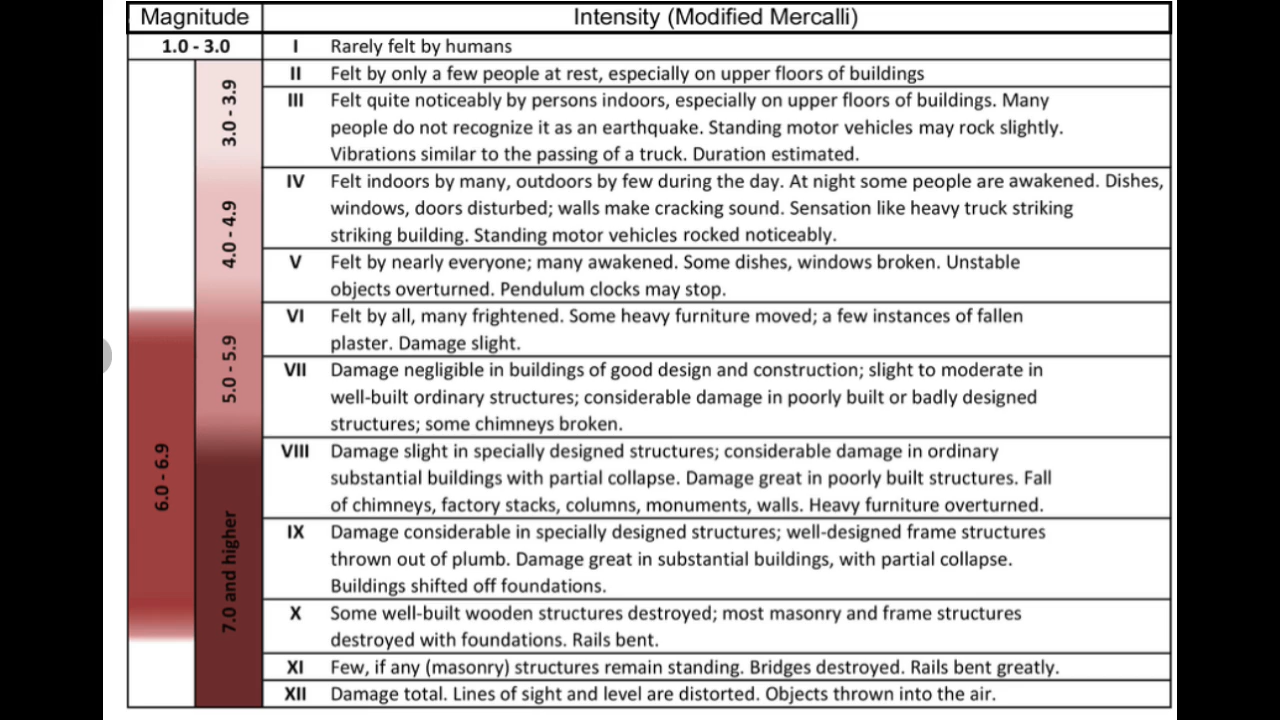 Magnitude Intensity (Modified Mercalli)
1.0 - 3.0 I Rarely felt by humans
3.0 - 3.9
II Felt by only a few people at rest, especially on upper floors of buildings
III Felt quite noticeably by persons indoors, especially on upper floors of buildings. Many
people do not recognize it as an earthquake. Standing motor vehicles may rock slightly.
Vibrations similar to the passing of a truck. Duration estimated.
4.0 - 4.9
IV Felt indoors by many, outdoors by few during the day. At night some people are awakened. Dishes,
windows, doors disturbed; walls make cracking sound. Sensation like heavy truck striking
striking building. Standing motor vehicles rocked noticeably.
V Felt by nearly everyone; many awakened. Some dishes, windows broken. Unstable
objects overturned. Pendulum clocks may stop.
5.0 - 5.9
VI Felt by all, many frightened. Some heavy furniture moved; a few instances of fallen
plaster. Damage slight.
VII Damage negligible in buildings of good design and construction; slight to moderate in
well-built ordinary structures; considerable damage in poorly built or badly designed
structures; some chimneys broken.
6.0 - 6.9
7.0 and higher
VIII Damage slight in specially designed structures; considerable damage in ordinary
substantial buildings with partial collapse. Damage great in poorly built structures. Fall
of chimneys, factory stacks, columns, monuments, walls. Heavy furniture overturned.
IX Damage considerable in specially designed structures; well-designed frame structures
thrown out of plumb. Damage great in substantial buildings, with partial collapse.
Buildings shifted off foundations.
X Some well-built wooden structures destroyed; most masonry and frame structures
destroyed with foundations. Rails bent.
XI Few, if any (masonry) structures remain standing. Bridges destroyed. Rails bent greatly.
XII Damage total. Lines of sight and level are distorted. Objects thrown into the air.